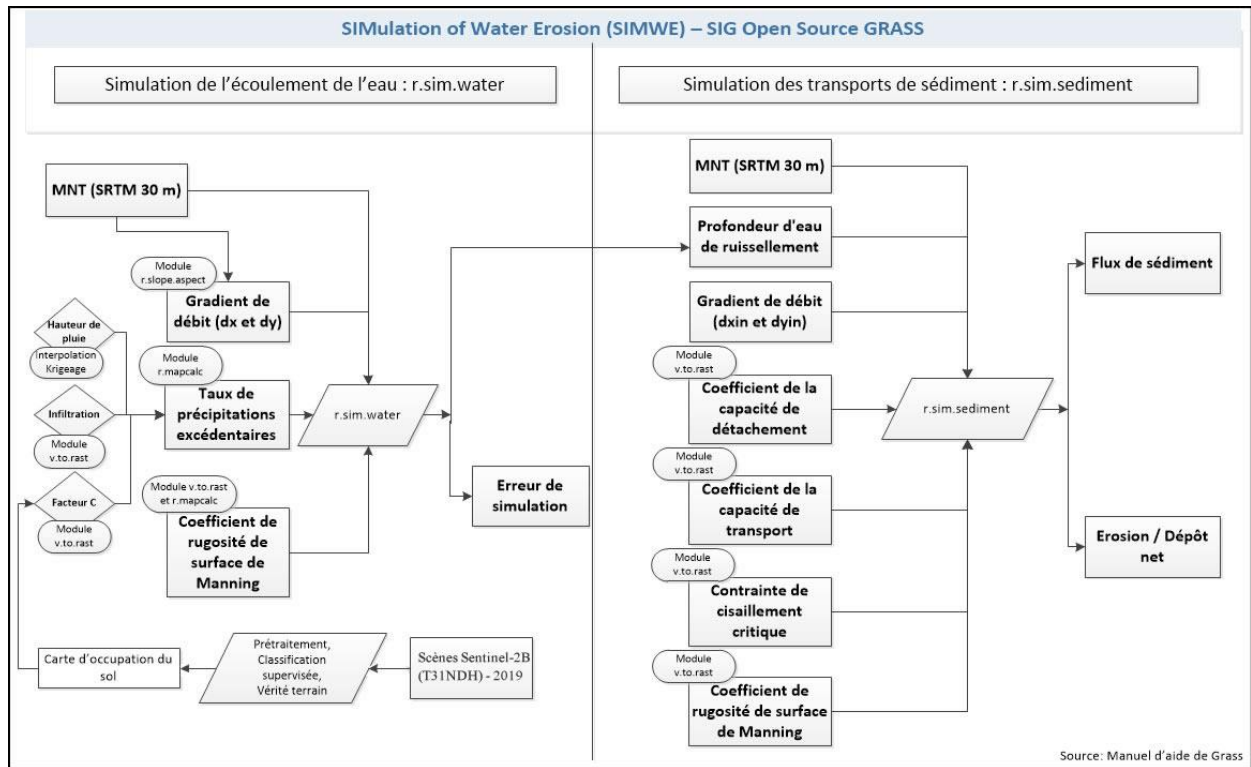 SIMulation of Water Erosion (SIMWE) – SIG Open Source GRASS
Simulation de l'écoulement de l'eau : r.sim.water
Simulation des transports de sédiment : r.sim.sediment
MNT (SRTM 30 m)
Module
r.slope.aspect
Gradient de
débit (dx et dy)
Hauteur de
pluie
Interpolation
Krigeage
Module
r.mapcalc
Taux de
précipitations
excédentaires
Infiltration
Module
v.to.rast
Facteur C
Module
v.to.rast
Module v.to.rast
et r.mapcalc
Coefficient de
rugosité de
surface de
Manning
r.sim.water
Erreur de
simulation
Carte d'occupation du
sol
Prétraitement,
Classification
supervisée,
Vérité terrain
Scènes Sentinel-2B
(T31NDH) - 2019
MNT (SRTM 30 m)
Profondeur d'eau
de ruissellement
Gradient de débit
(dxin et dyin)
Module
v.to.rast
Coefficient de la
capacité de
détachement
Module
v.to.rast
Coefficient de la
capacité de
transport
Module
v.to.rast
Contrainte de
cisaillement
critique
Module
v.to.rast
Coefficient de
rugosité de surface
de Manning
r.sim.sediment
Flux de sédiment
Erosion / Dépôt
net
Source: Manuel d'aide de Grass